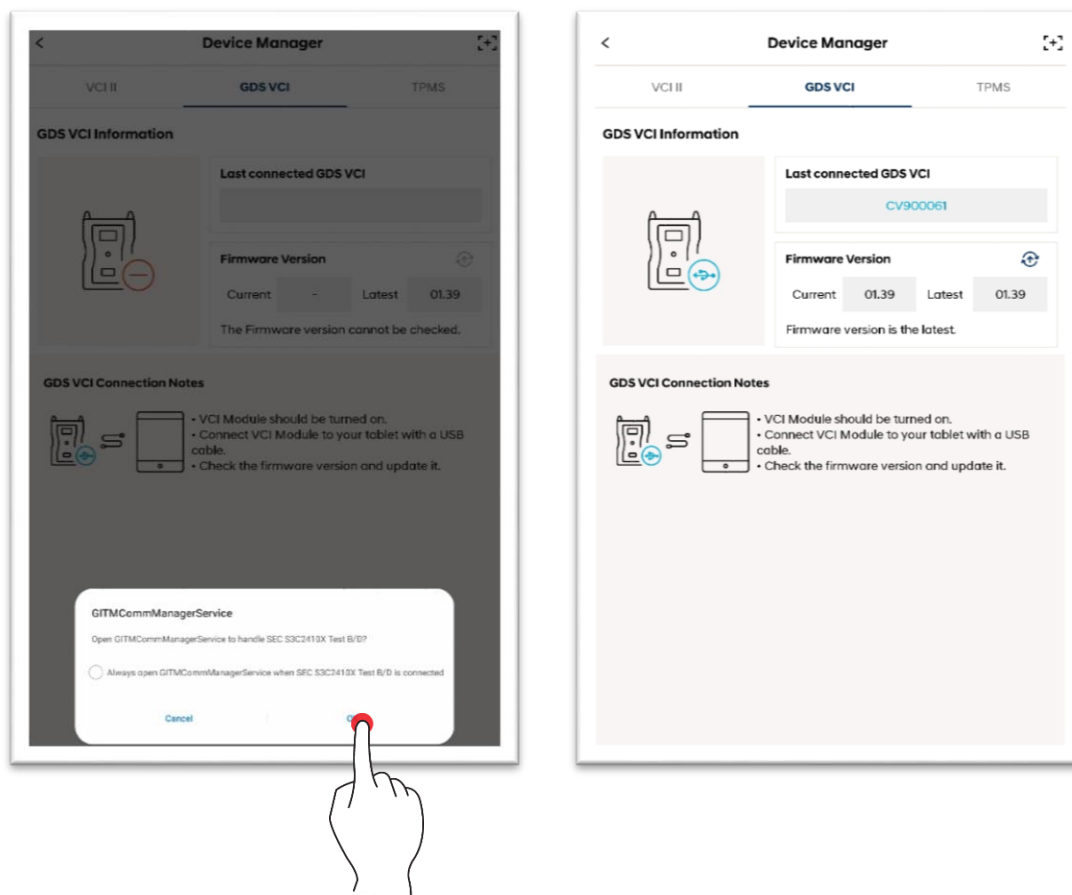 Device Manager
VCI II
GDS VCI
TPMS
GDS VCI Information
Last connected GDS VCI
Firmware Version
Current
-
Latest
01.39
The Firmware version cannot be checked.
GDS VCI Connection Notes
• VCI Module should be turned on.
• Connect VCI Module to your tablet with a USB
cable.
• Check the firmware version and update it.
GITMCommManagerService
Open GITMCommManagerService to handle SEC S3C2410X Test B/D?
Always open GITMCommManagerService when SEC S3C2410X Test B/D is connected
Cancel
Device Manager
VCI II
GDS VCI
TPMS
GDS VCI Information
Last connected GDS VCI
CV900061
Firmware Version
Current
01.39
Latest
01.39
Firmware version is the latest.
GDS VCI Connection Notes
• VCI Module should be turned on.
• Connect VCI Module to your tablet with a USB
cable.
• Check the firmware version and update it.